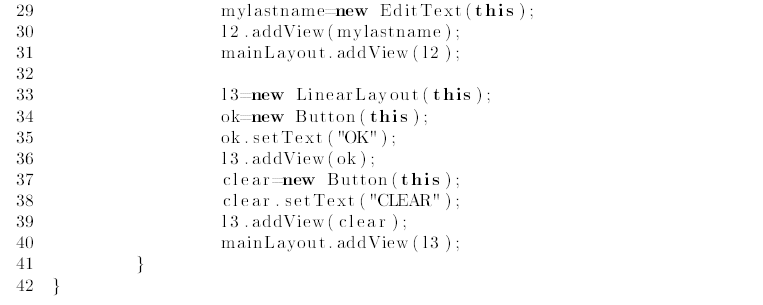 29 mylastname=new EditText(this);
30 l2.addView(mylastname);
31 mainLayout.addView(l2);
32
33 l3=new LinearLayout(this);
34 ok=new Button(this);
35 ok.setText("OK");
36 l3.addView(ok);
37 clear=new Button(this);
38 clear.setText("CLEAR");
39 l3.addView(clear);
40 mainLayout.addView(l3);
41 }
42 }